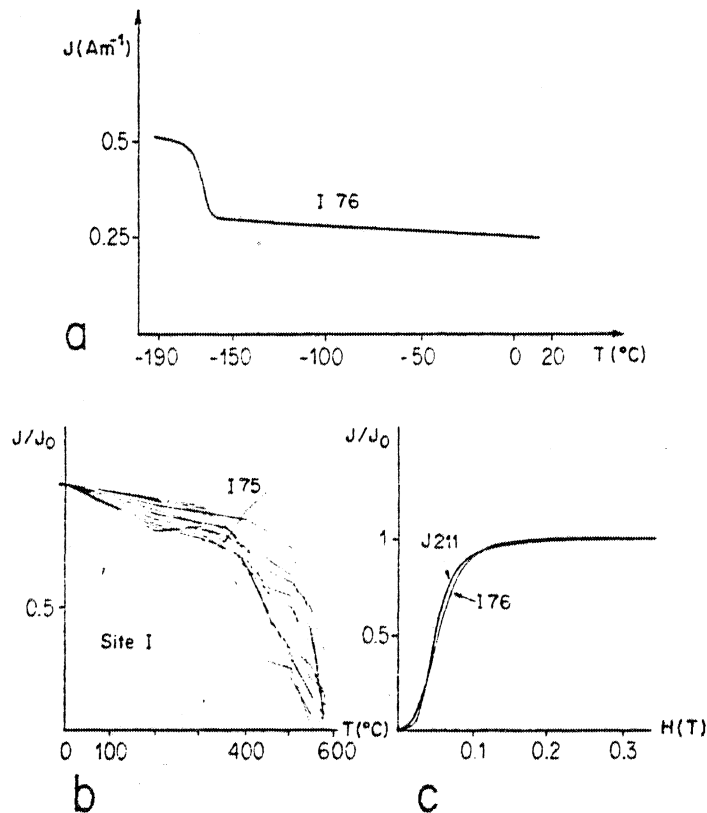 J(Am⁻¹)
0.5
I 76
0.25
a
-190 -150 -100 -50 0 20 T(°C)
J/J₀
I 75
0.5
Site I
0 100 200 400 600 T(°C)
b
J/J₀
1
J211
I76
0.5
0.1 0.2 0.3 H(T)
c